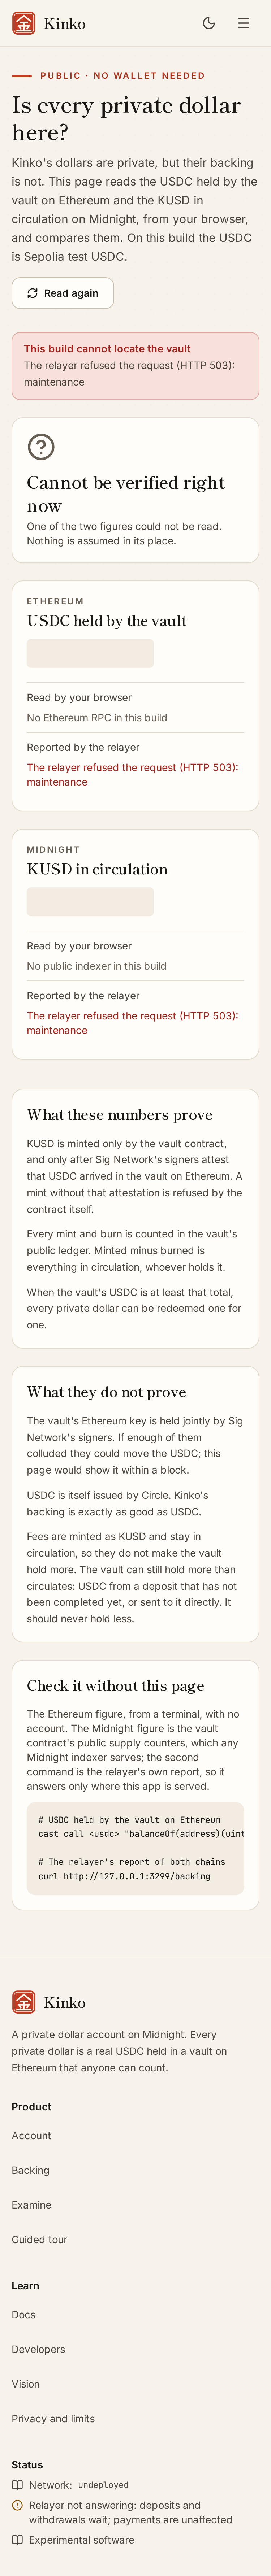 金
Kinko
PUBLIC · NO WALLET NEEDED
Is every private dollar
here?
Kinko's dollars are private, but their backing
is not. This page reads the USDC held by the
vault on Ethereum and the KUSD in
circulation on Midnight, from your browser,
and compares them. On this build the USDC
is Sepolia test USDC.
Read again
This build cannot locate the vault
The relayer refused the request (HTTP 503):
maintenance
Cannot be verified right
now
One of the two figures could not be read.
Nothing is assumed in its place.
ETHEREUM
USDC held by the vault
Read by your browser
No Ethereum RPC in this build
Reported by the relayer
The relayer refused the request (HTTP 503):
maintenance
MIDNIGHT
KUSD in circulation
Read by your browser
No public indexer in this build
Reported by the relayer
The relayer refused the request (HTTP 503):
maintenance
What these numbers prove
KUSD is minted only by the vault contract,
and only after Sig Network's signers attest
that USDC arrived in the vault on Ethereum. A
mint without that attestation is refused by the
contract itself.
Every mint and burn is counted in the vault's
public ledger. Minted minus burned is
everything in circulation, whoever holds it.
When the vault's USDC is at least that total,
every private dollar can be redeemed one for
one.
What they do not prove
The vault's Ethereum key is held jointly by Sig
Network's signers. If enough of them
colluded they could move the USDC; this
page would show it within a block.
USDC is itself issued by Circle. Kinko's
backing is exactly as good as USDC.
Fees are minted as KUSD and stay in
circulation, so they do not make the vault
hold more. The vault can still hold more than
circulates: USDC from a deposit that has not
been completed yet, or sent to it directly. It
should never hold less.
Check it without this page
The Ethereum figure, from a terminal, with no
account. The Midnight figure is the vault
contract's public supply counters, which any
Midnight indexer serves; the second
command is the relayer's own report, so it
answers only where this app is served.
# USDC held by the vault on Ethereum
cast call <usdc> "balanceOf(address)(uint
# The relayer's report of both chains
curl http://127.0.0.1:3299/backing
金
Kinko
A private dollar account on Midnight. Every
private dollar is a real USDC held in a vault on
Ethereum that anyone can count.
Product
Account
Backing
Examine
Guided tour
Learn
Docs
Developers
Vision
Privacy and limits
Status
Network: undeployed
Relayer not answering: deposits and
withdrawals wait; payments are unaffected
Experimental software